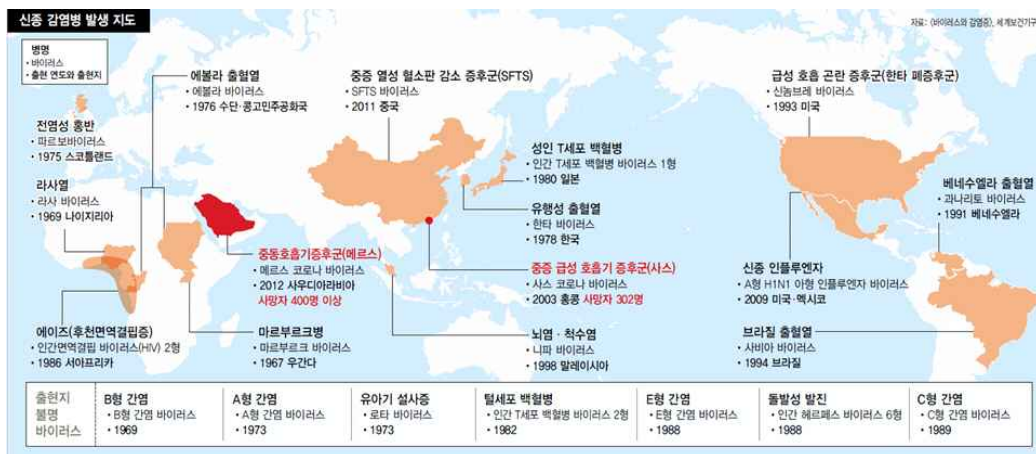 신종 감염병 발생 지도
자료: 〈바이러스와 감염증〉, 세계보건기구
병명
• 바이러스
• 출현 연도와 출현지
에볼라 출혈열
• 에볼라 바이러스
• 1976 수단·콩고민주공화국
중증 열성 혈소판 감소 증후군(SFTS)
• SFTS 바이러스
• 2011 중국
급성 호흡 곤란 증후군(한타 폐증후군)
• 신놈브레 바이러스
• 1993 미국
전염성 홍반
• 파르보바이러스
• 1975 스코틀랜드
성인 T세포 백혈병
• 인간 T세포 백혈병 바이러스 1형
• 1980 일본
라사열
• 라사 바이러스
• 1969 나이지리아
베네수엘라 출혈열
• 과나리토 바이러스
• 1991 베네수엘라
유행성 출혈열
• 한타 바이러스
• 1978 한국
중동호흡기증후군(메르스)
• 메르스 코로나 바이러스
• 2012 사우디아라비아
사망자 400명 이상
중증 급성 호흡기 증후군(사스)
• 사스 코로나 바이러스
• 2003 홍콩 사망자 302명
신종 인플루엔자
• A형 H1N1 아형 인플루엔자 바이러스
• 2009 미국·멕시코
에이즈(후천면역결핍증)
• 인간면역결핍 바이러스(HIV) 2형
• 1986 서아프리카
마르부르크병
• 마르부르크 바이러스
• 1967 우간다
뇌염·척수염
• 니파 바이러스
• 1998 말레이시아
브라질 출혈열
• 사비아 바이러스
• 1994 브라질
출현지
불명
바이러스
B형 간염
• B형 간염 바이러스
• 1969
A형 간염
• A형 간염 바이러스
• 1973
유아기 설사증
• 로타 바이러스
• 1973
털세포 백혈병
• 인간 T세포 백혈병 바이러스 2형
• 1982
E형 간염
• E형 간염 바이러스
• 1988
돌발성 발진
• 인간 헤르페스 바이러스 6형
• 1988
C형 간염
• C형 간염 바이러스
• 1989